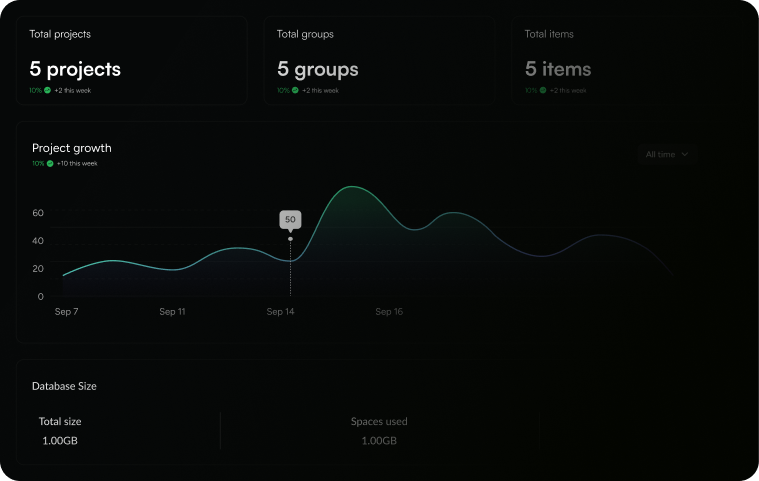 Total projects
5 projects
10% +2 this week
Total groups
5 groups
10% +2 this week
Total items
5 items
10% +2 this week
Project growth
10% +10 this week
All time
60
40
20
0
50
Sep 7
Sep 11
Sep 14
Sep 16
Database Size
Total size
1.00GB
Spaces used
1.00GB